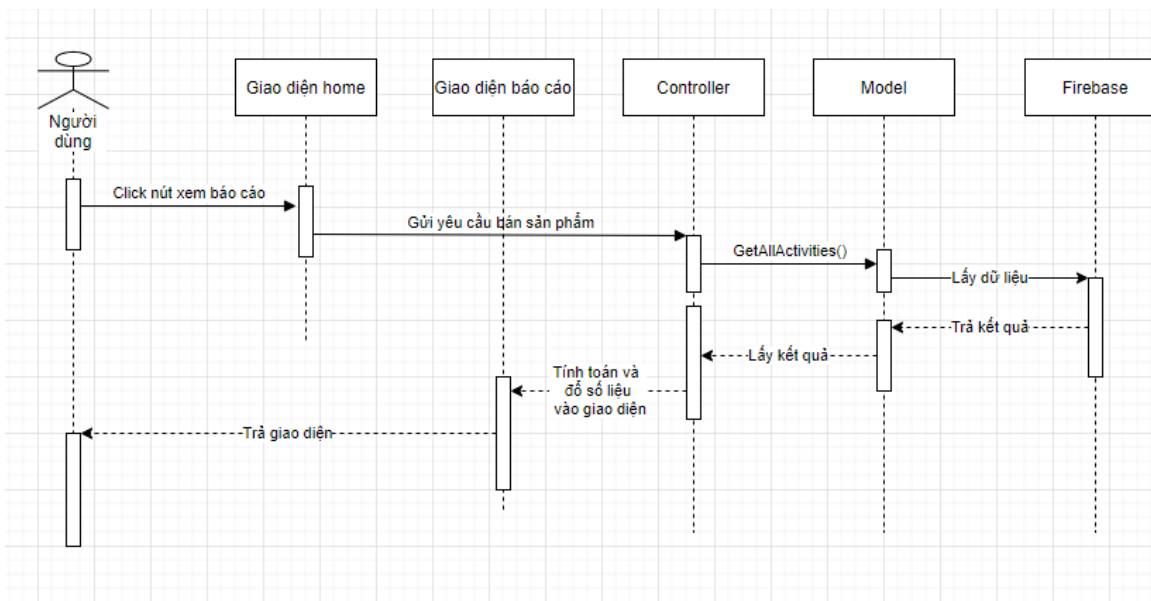 Người
dùng
Giao diện home
Giao diện báo cáo
Controller
Model
Firebase
Click nút xem báo cáo
Gửi yêu cầu bán sản phẩm
GetAllActivities()
Lấy dữ liệu
Trả kết quả
Lấy kết quả
Tính toán và
đổ số liệu
vào giao diện
Trả giao diện